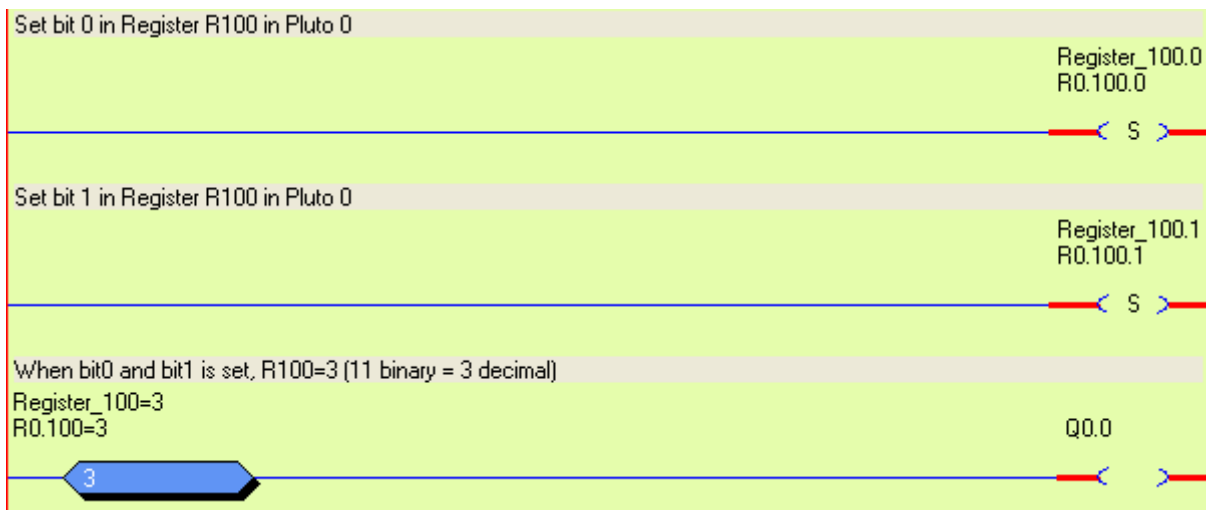 Set bit 0 in Register R100 in Pluto 0
Register_100.0
R0.100.0
S
Set bit 1 in Register R100 in Pluto 0
Register_100.1
R0.100.1
S
When bit0 and bit1 is set, R100=3 (11 binary = 3 decimal)
Register_100=3
R0.100=3
Q0.0
3